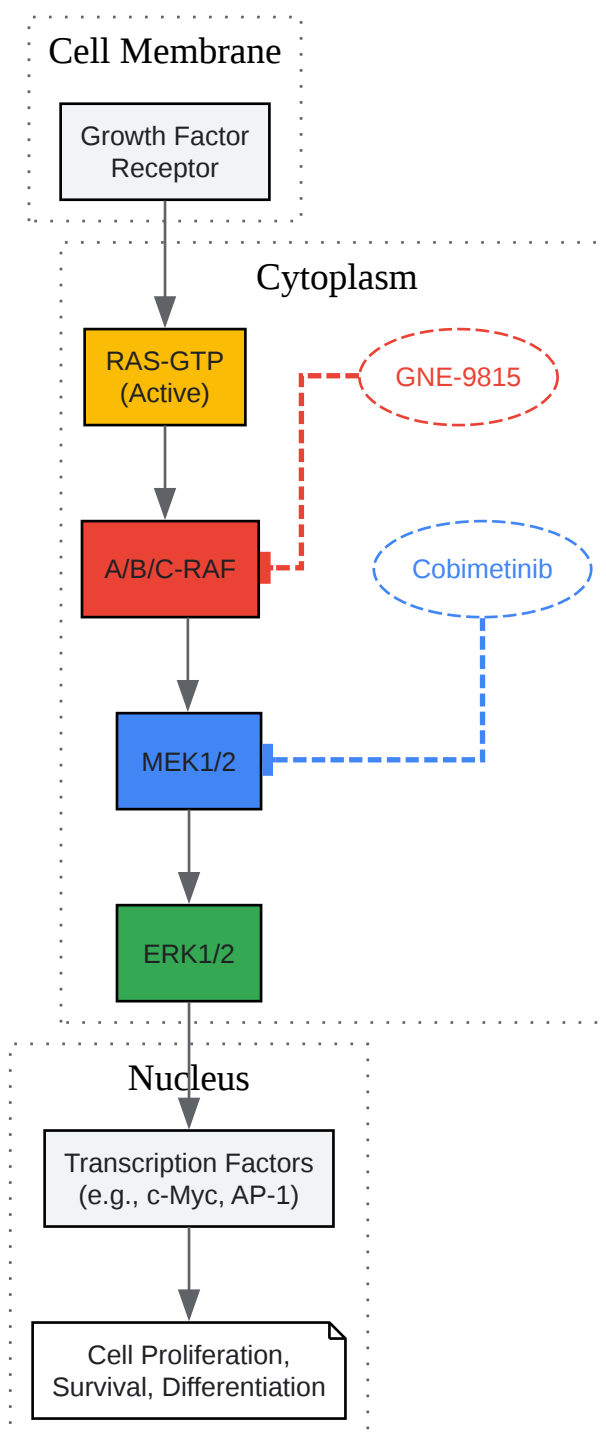 Cell Membrane
Growth Factor
Receptor
Cytoplasm
RAS-GTP
(Active)
GNE-9815
A/B/C-RAF
Cobimetinib
MEK1/2
ERK1/2
Nucleus
Transcription Factors
(e.g., c-Myc, AP-1)
Cell Proliferation,
Survival, Differentiation